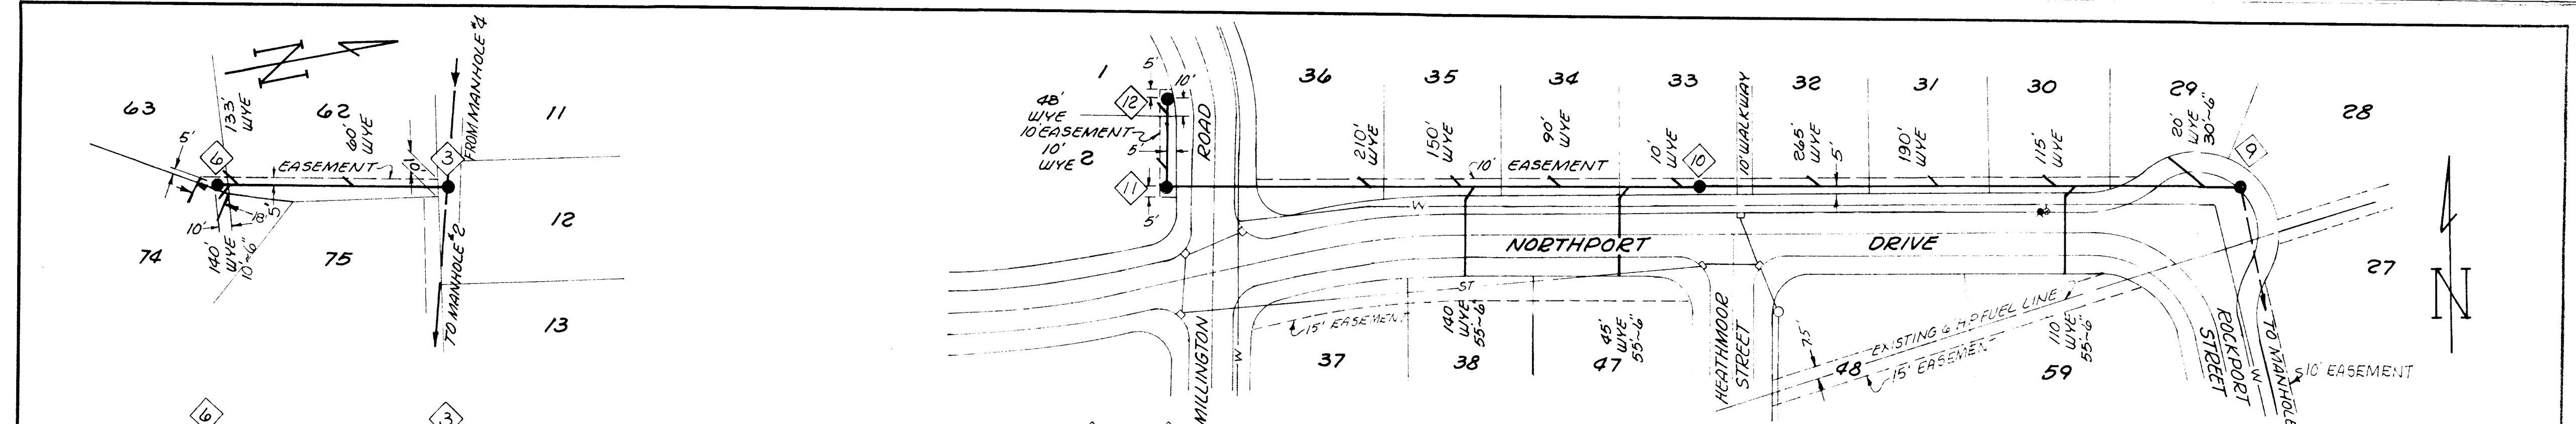 N
63
133'
WYE
62
60'
WYE
11
FROM MANHOLE #4
5'
6
EASEMENT
10'
3
5'
18'
10'
140'
WYE
10'~6"
74
75
12
TO MANHOLE #2
13
6
3
1
5'
10'
48'
WYE
12
10' EASEMENT
10'
WYE
2
5'
11
5'
ROAD
36
35
34
33
10' WALKWAY
32
31
30
29
28
210'
WYE
150'
WYE
90'
WYE
10'
WYE
10
265'
WYE
5'
190'
WYE
115'
WYE
20'
WYE
30'~6"
9
10' EASEMENT
W
NORTHPORT DRIVE
27
N
ST
15' EASEMENT
140
WYE
55'~6"
45'
WYE
55'~6"
HEATHMOOR
STREET
7.5'
EXISTING 6" H.P. FUEL LINE
15' EASEMENT
110'
WYE
55'~6"
MILLINGTON
W
37
38
47
48
59
ROCKPORT
STREET
W
TO MANHOLE
10' EASEMENT